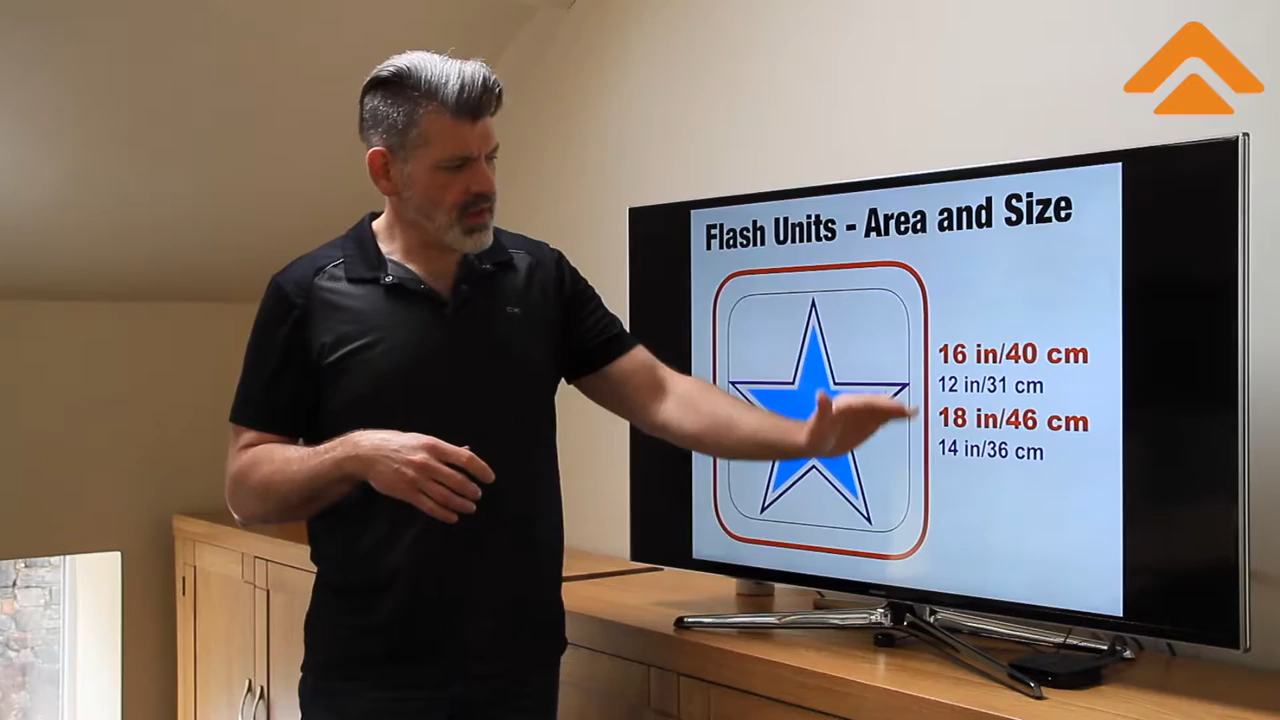 Flash Units - Area and Size
16 in/40 cm
12 in/31 cm
18 in/46 cm
14 in/36 cm